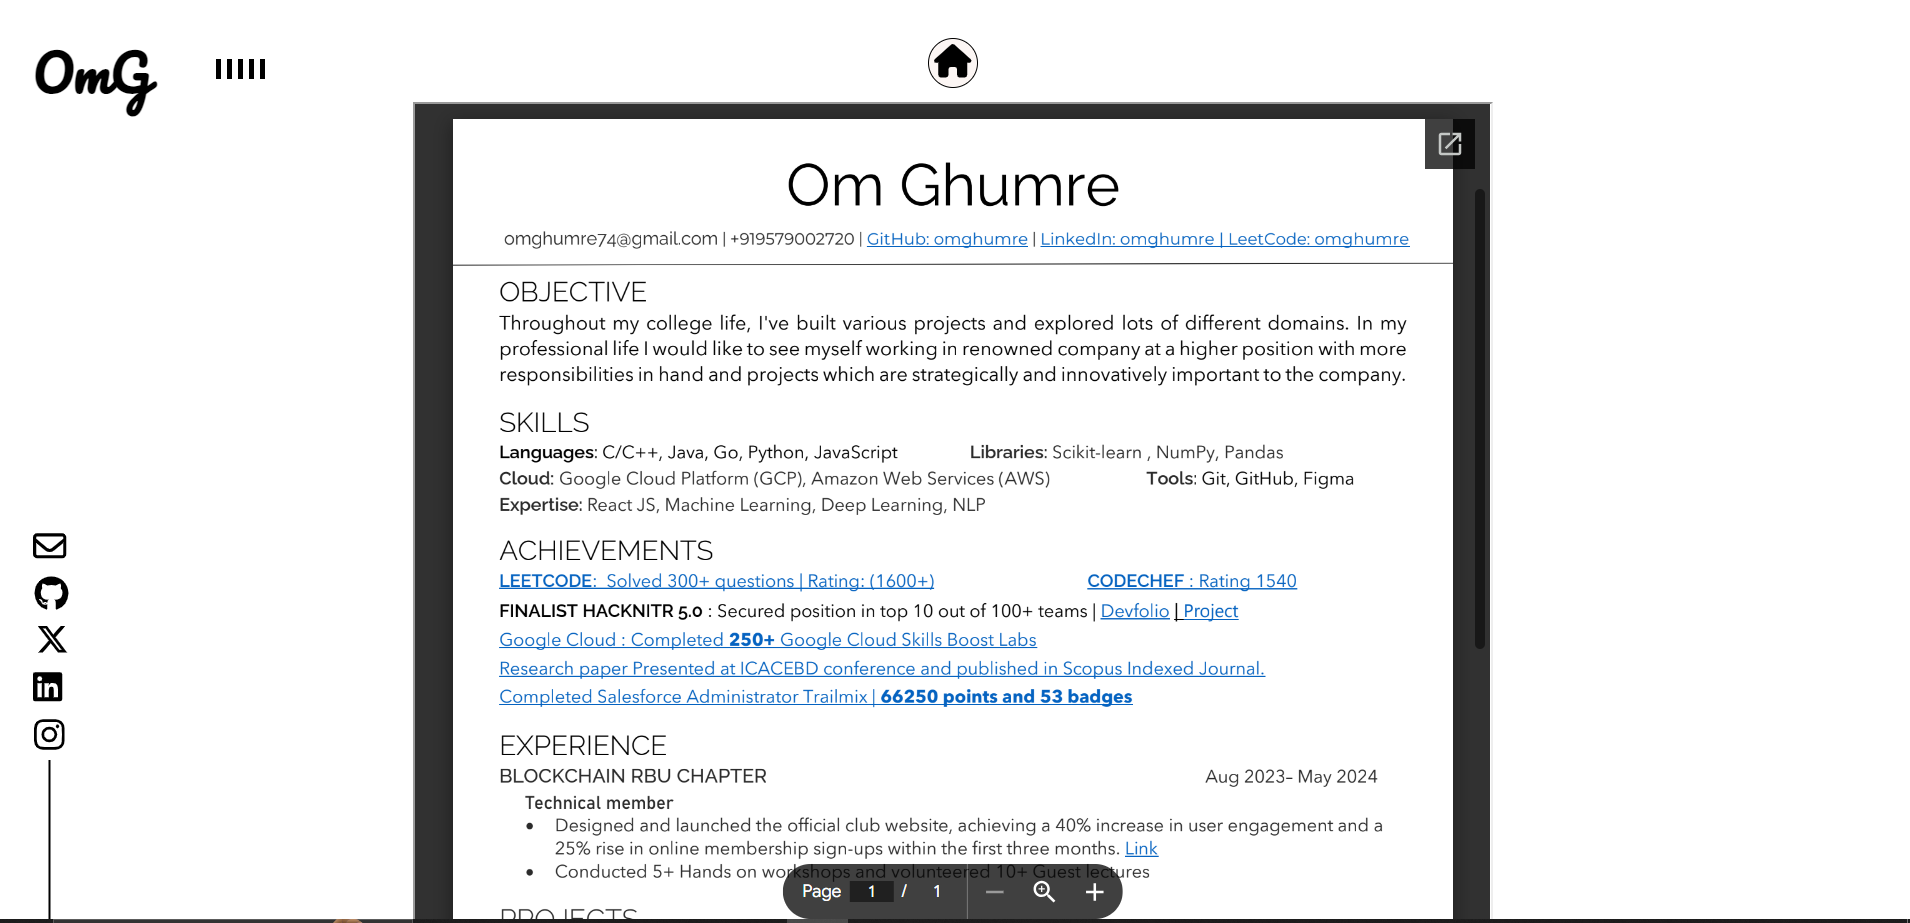 OmG
Om Ghumre
omghumre74@gmail.com | +919579002720 | GitHub: omghumre | LinkedIn: omghumre | LeetCode: omghumre
OBJECTIVE
Throughout my college life, I've built various projects and explored lots of different domains. In my
professional life I would like to see myself working in renowned company at a higher position with more
responsibilities in hand and projects which are strategically and innovatively important to the company.
SKILLS
Languages: C/C++, Java, Go, Python, JavaScript Libraries: Scikit-learn , NumPy, Pandas
Cloud: Google Cloud Platform (GCP), Amazon Web Services (AWS) Tools: Git, GitHub, Figma
Expertise: React JS, Machine Learning, Deep Learning, NLP
ACHIEVEMENTS
LEETCODE: Solved 300+ questions | Rating: (1600+) CODECHEF : Rating 1540
FINALIST HACKNITR 5.0 : Secured position in top 10 out of 100+ teams | Devfolio | Project
Google Cloud : Completed 250+ Google Cloud Skills Boost Labs
Research paper Presented at ICACEBD conference and published in Scopus Indexed Journal.
Completed Salesforce Administrator Trailmix | 66250 points and 53 badges
EXPERIENCE
BLOCKCHAIN RBU CHAPTER Aug 2023– May 2024
Technical member
• Designed and launched the official club website, achieving a 40% increase in user engagement and a
25% rise in online membership sign-ups within the first three months. Link
• Conducted 5+ Hands on workshops and volunteered 10+ Guest lectures
Page 1 / 1
PROJECTS